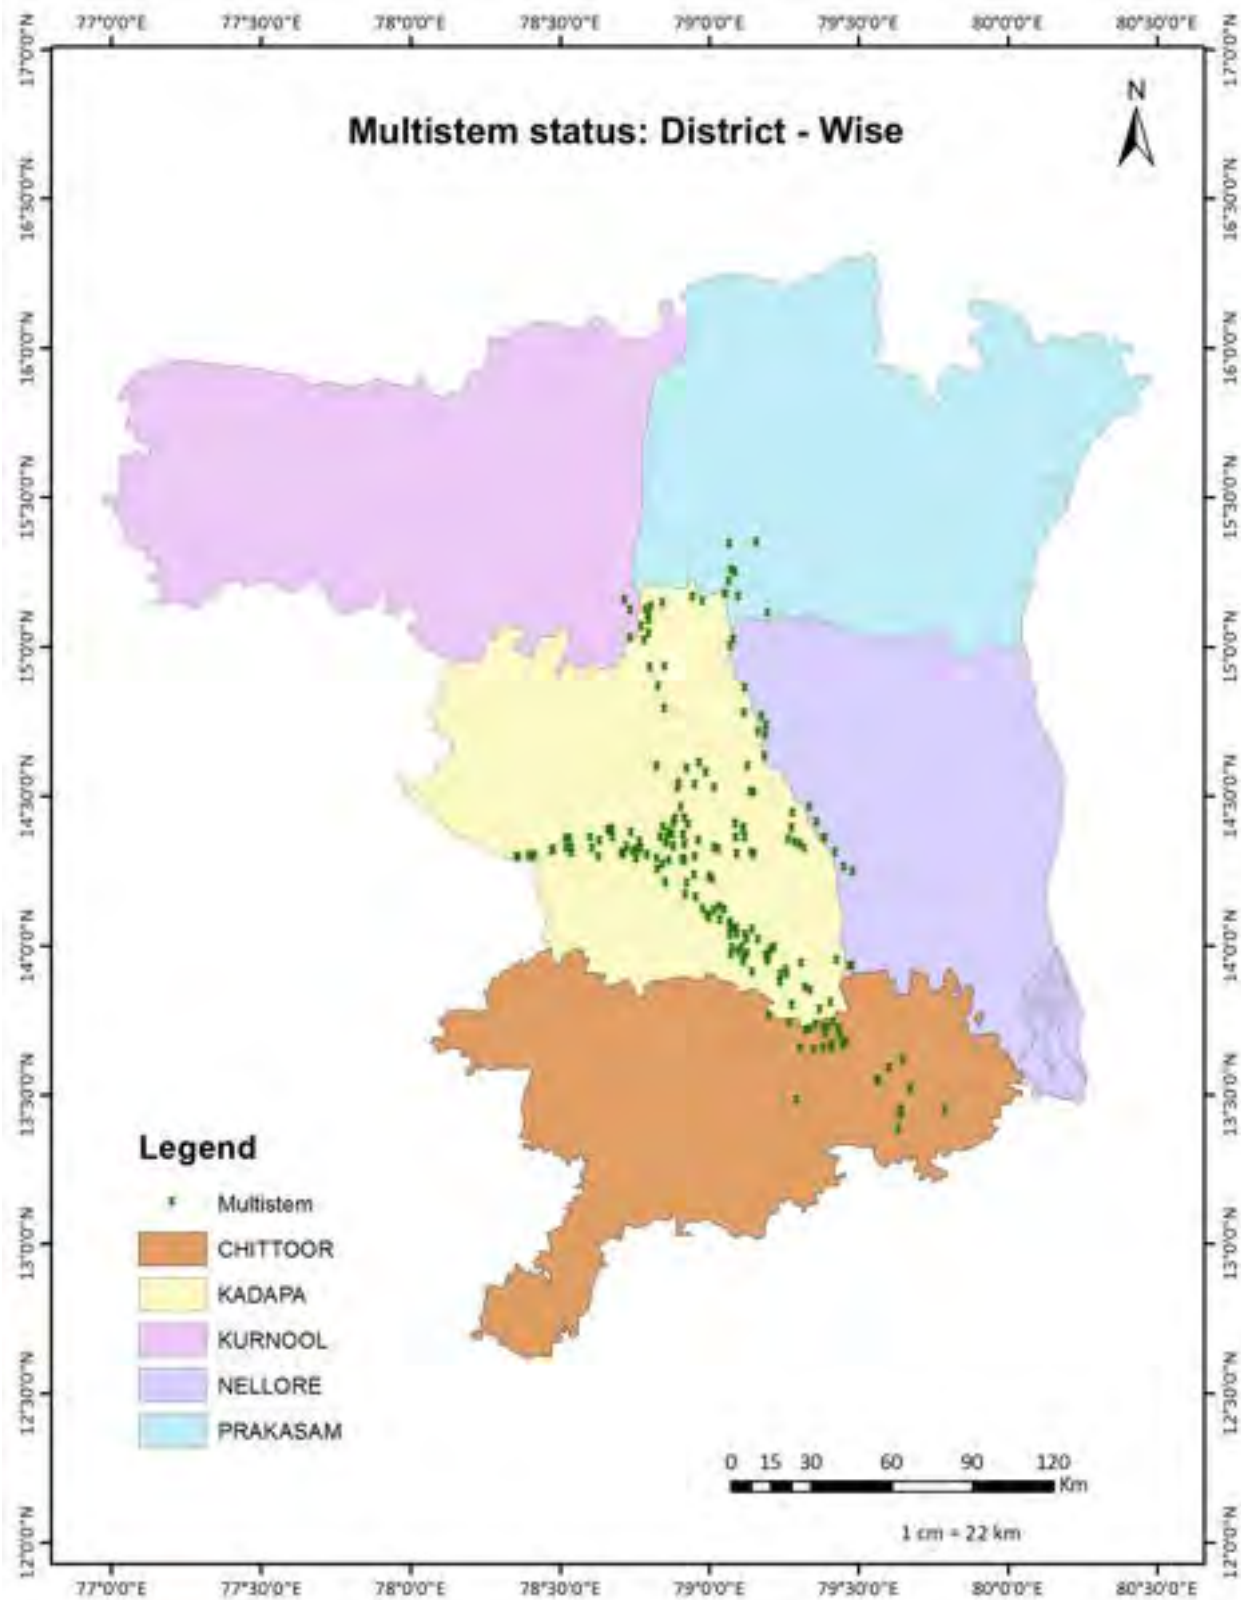 77°0'0"E 77°30'0"E 78°0'0"E 78°30'0"E 79°0'0"E 79°30'0"E 80°0'0"E 80°30'0"E
17°0'0"N 17°0'0"N
N
Multistem status: District - Wise
16°30'0"N 16°30'0"N
16°0'0"N 16°0'0"N
15°30'0"N 15°30'0"N
15°0'0"N 15°0'0"N
14°30'0"N 14°30'0"N
14°0'0"N 14°0'0"N
13°30'0"N 13°30'0"N
Legend
Multistem
CHITTOOR
13°0'0"N 13°0'0"N
KADAPA
KURNOOL
NELLORE
12°30'0"N 12°30'0"N
PRAKASAM
0 15 30 60 90 120
Km
1 cm = 22 km
12°0'0"N 12°0'0"N
77°0'0"E 77°30'0"E 78°0'0"E 78°30'0"E 79°0'0"E 79°30'0"E 80°0'0"E 80°30'0"E